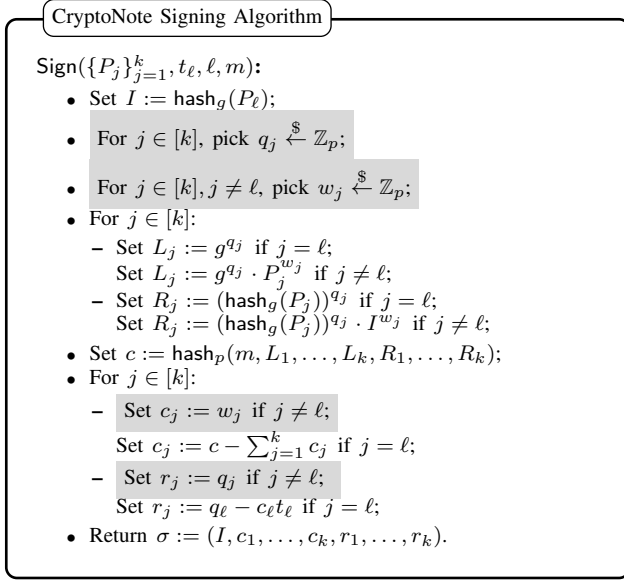 CryptoNote Signing Algorithm
Sign({P_j}_{j=1}^k, t_ℓ, ℓ, m):
• Set I := hash_g(P_ℓ);
• For j ∈ [k], pick q_j ←$ ℤ_p;
• For j ∈ [k], j ≠ ℓ, pick w_j ←$ ℤ_p;
• For j ∈ [k]:
– Set L_j := g^{q_j} if j = ℓ;
Set L_j := g^{q_j} · P_j^{w_j} if j ≠ ℓ;
– Set R_j := (hash_g(P_j))^{q_j} if j = ℓ;
Set R_j := (hash_g(P_j))^{q_j} · I^{w_j} if j ≠ ℓ;
• Set c := hash_p(m, L_1, . . . , L_k, R_1, . . . , R_k);
• For j ∈ [k]:
– Set c_j := w_j if j ≠ ℓ;
Set c_j := c − ∑_{j=1}^k c_j if j = ℓ;
– Set r_j := q_j if j ≠ ℓ;
Set r_j := q_ℓ − c_ℓ t_ℓ if j = ℓ;
• Return σ := (I, c_1, . . . , c_k, r_1, . . . , r_k).